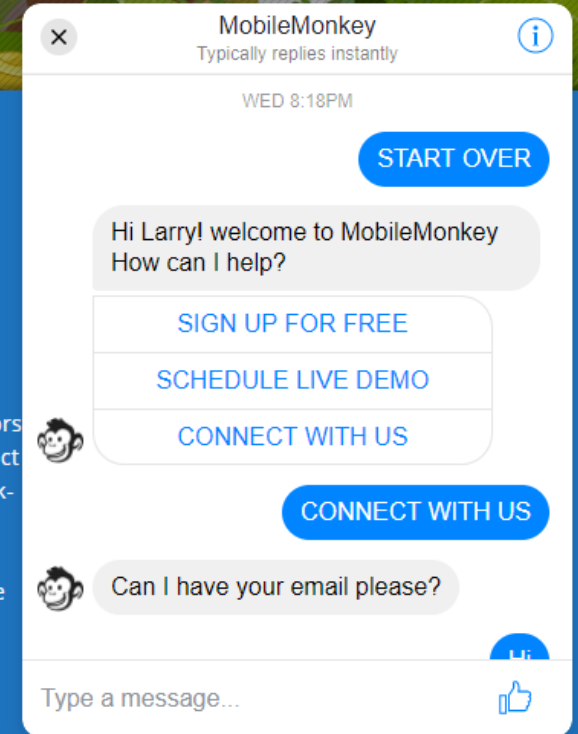 MobileMonkey
Typically replies instantly
WED 8:18PM
START OVER
Hi Larry! welcome to MobileMonkey
How can I help?
SIGN UP FOR FREE
SCHEDULE LIVE DEMO
CONNECT WITH US
CONNECT WITH US
Can I have your email please?
Hi
Type a message...